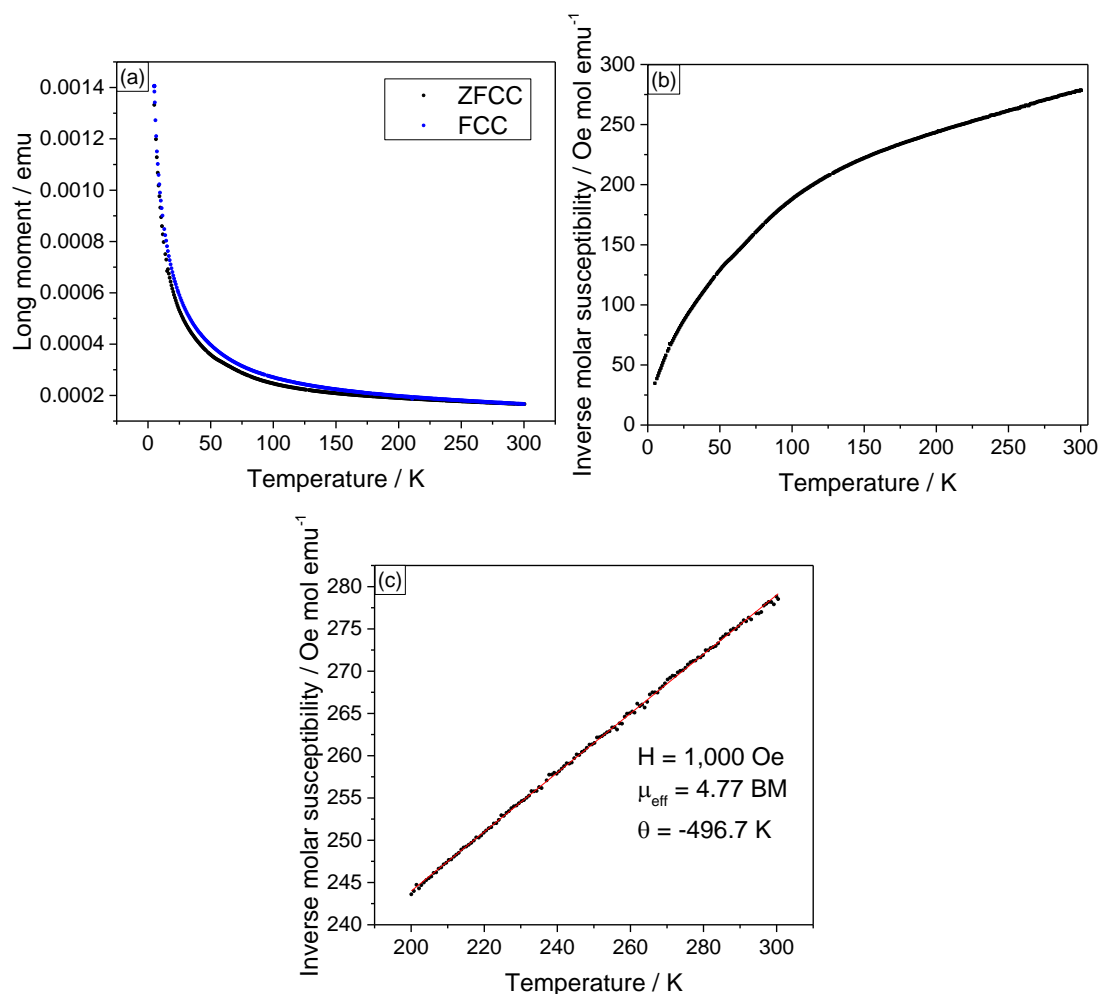 (a)
ZFCC
FCC
0.0014
0.0012
0.0010
0.0008
0.0006
0.0004
0.0002
Long moment / emu
0 50 100 150 200 250 300
Temperature / K
(b)
300
250
200
150
100
50
0
Inverse molar susceptibility / Oe mol emu⁻¹
0 50 100 150 200 250 300
Temperature / K
(c)
280
275
270
265
260
255
250
245
240
Inverse molar susceptibility / Oe mol emu⁻¹
H = 1,000 Oe
μeff = 4.77 BM
θ = -496.7 K
200 220 240 260 280 300
Temperature / K